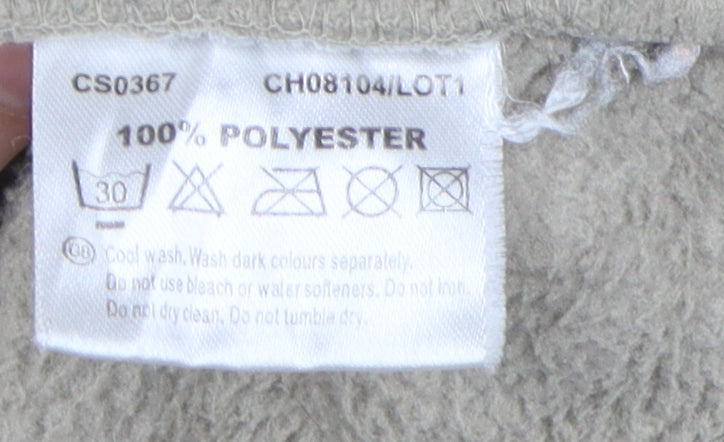 CS0367 CH08104/LOT1
100% POLYESTER
30
GB Cool wash. Wash dark colours separately.
Do not use bleach or water softeners. Do not iron.
Do not dry clean. Do not tumble dry.